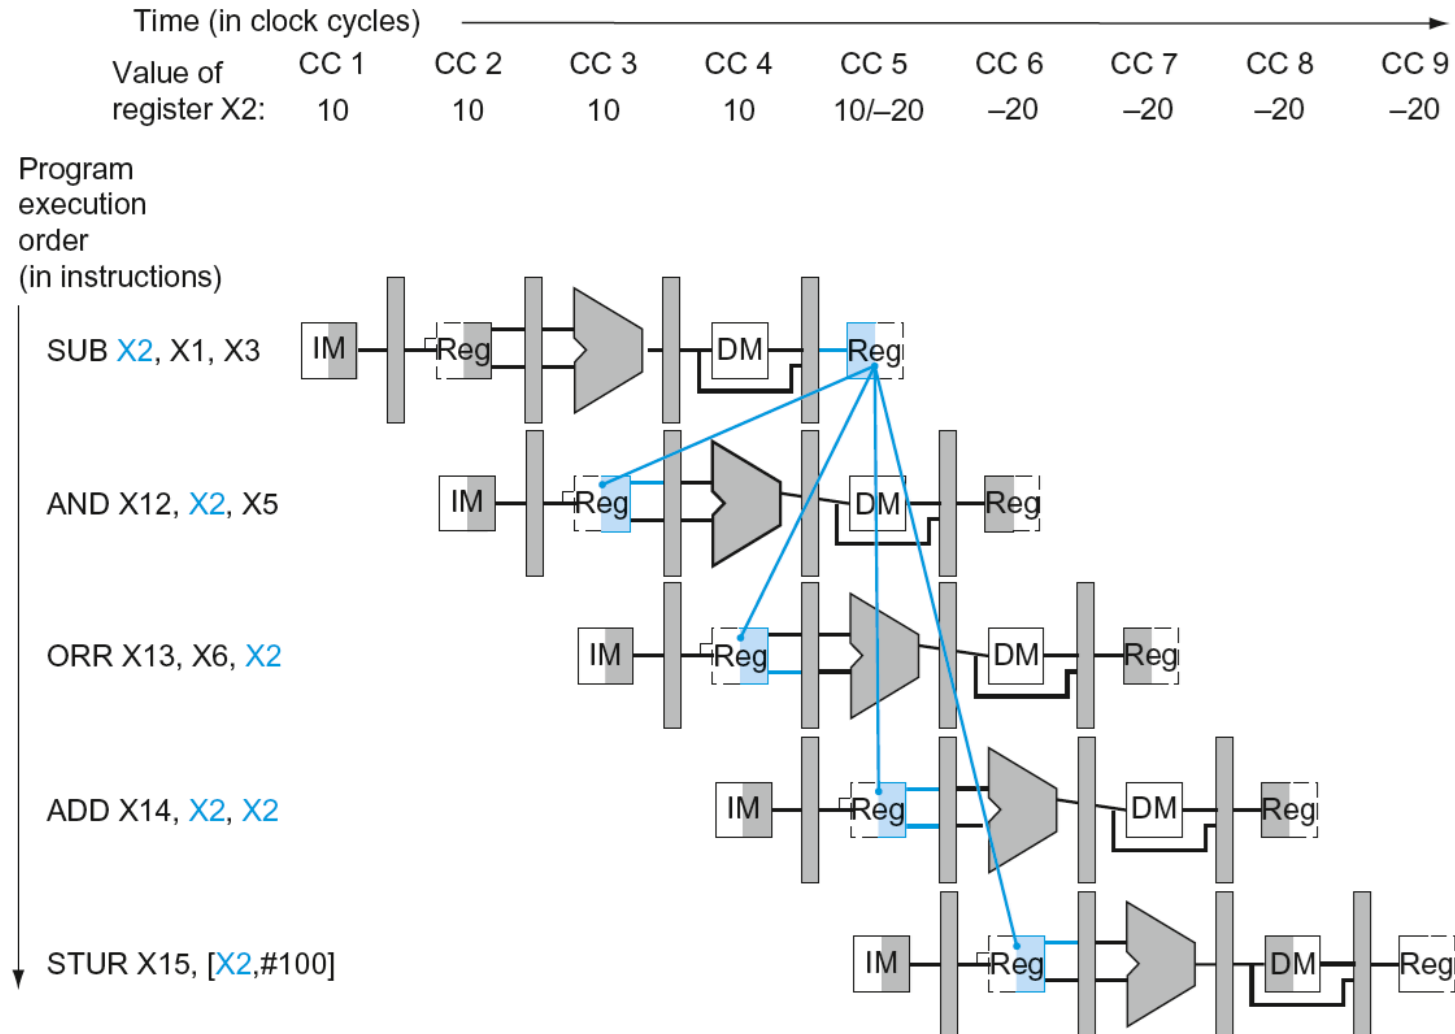 Time (in clock cycles)
Value of register X2:
CC 1 CC 2 CC 3 CC 4 CC 5 CC 6 CC 7 CC 8 CC 9
10 10 10 10 10/–20 –20 –20 –20 –20
Program
execution
order
(in instructions)
SUB X2, X1, X3
IM Reg DM Reg
AND X12, X2, X5
IM Reg DM Reg
ORR X13, X6, X2
IM Reg DM Reg
ADD X14, X2, X2
IM Reg DM Reg
STUR X15, [X2,#100]
IM Reg DM Reg